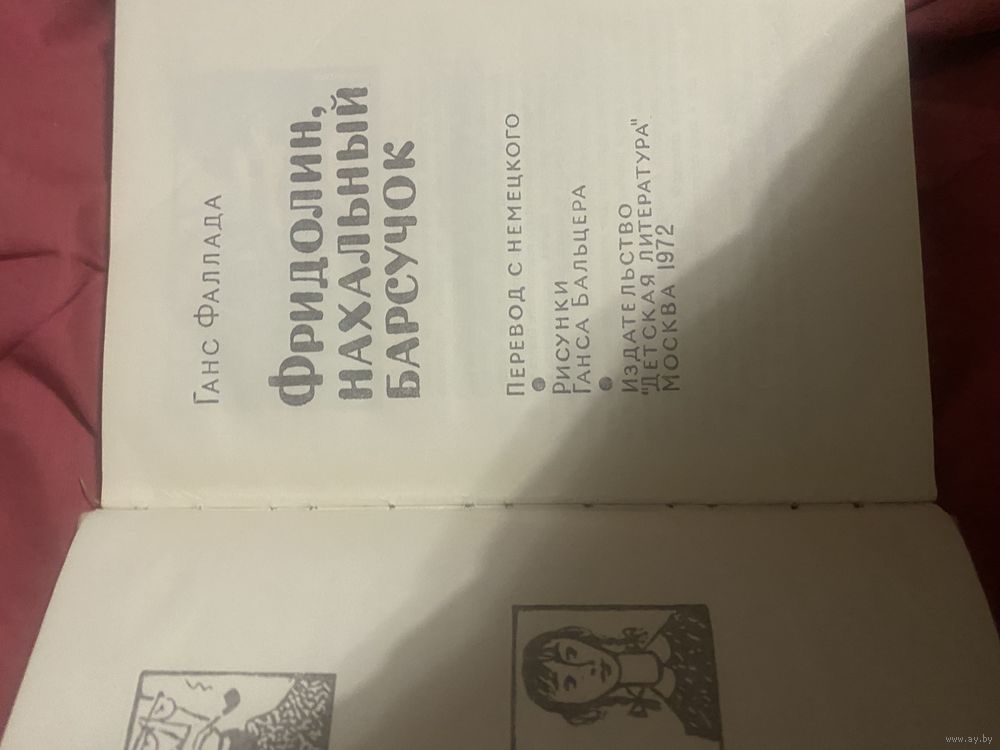 Ганс Фаллада
Фридолин,
нахальный
барсучок
Перевод с немецкого
Рисунки
Ганса Бальцера
Издательство
"Детская литература"
Москва 1972
www.ay.by